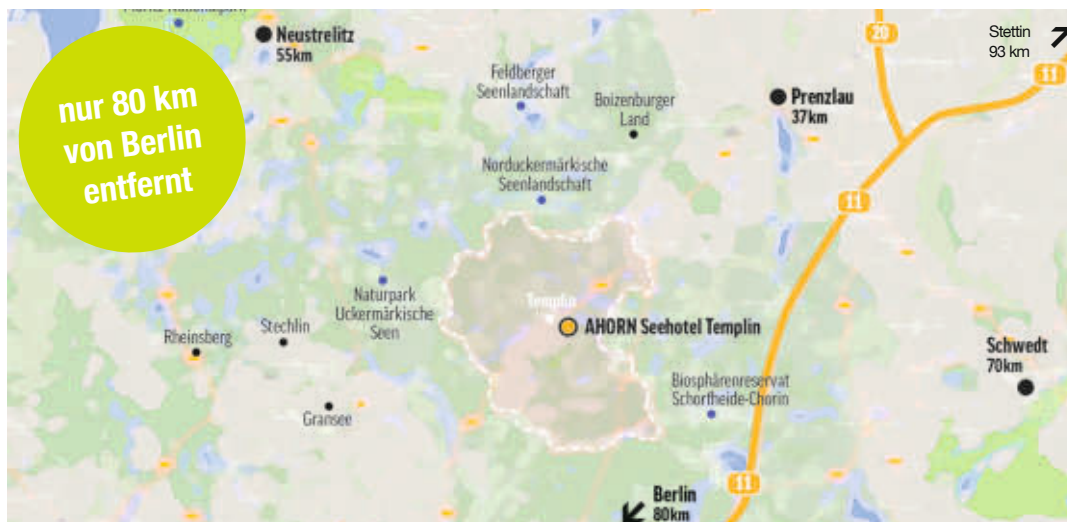 nur 80 km
von Berlin
entfernt
Neustrelitz
55km
Feldberger
Seenlandschaft
Boizenburger
Land
Prenzlau
37km
20
Stettin
93 km
11
Norduckermärkische
Seenlandschaft
11
Naturpark
Uckermärkische
Seen
Templin
AHORN Seehotel Templin
Rheinsberg
Stechlin
Gransee
Biosphärenreservat
Schorfheide-Chorin
Schwedt
70km
11
Berlin
80km